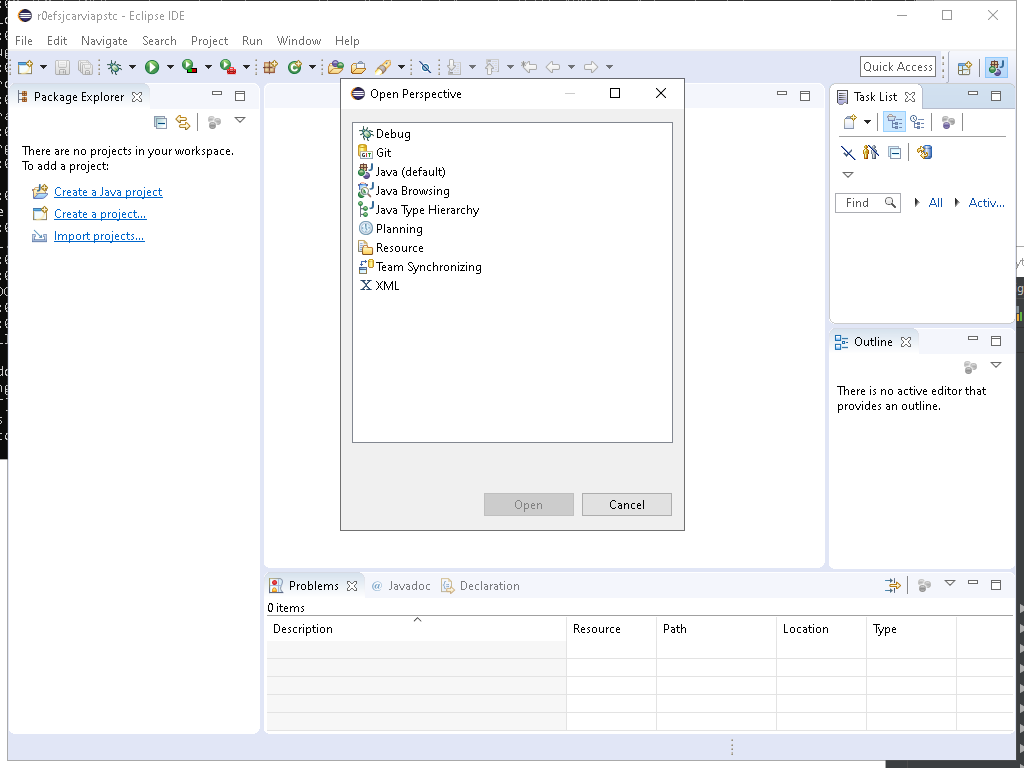 r0efsjcarviapstc - Eclipse IDE
File Edit Navigate Search Project Run Window Help
Quick Access
Package Explorer
There are no projects in your workspace.
To add a project:
Create a Java project
Create a project...
Import projects...
Open Perspective
Debug
GIT Git
Java (default)
Java Browsing
Java Type Hierarchy
Planning
Resource
Team Synchronizing
XML
Open Cancel
Task List
Find All Activ...
Outline
There is no active editor that
provides an outline.
Problems @ Javadoc Declaration
0 items
Description Resource Path Location Type